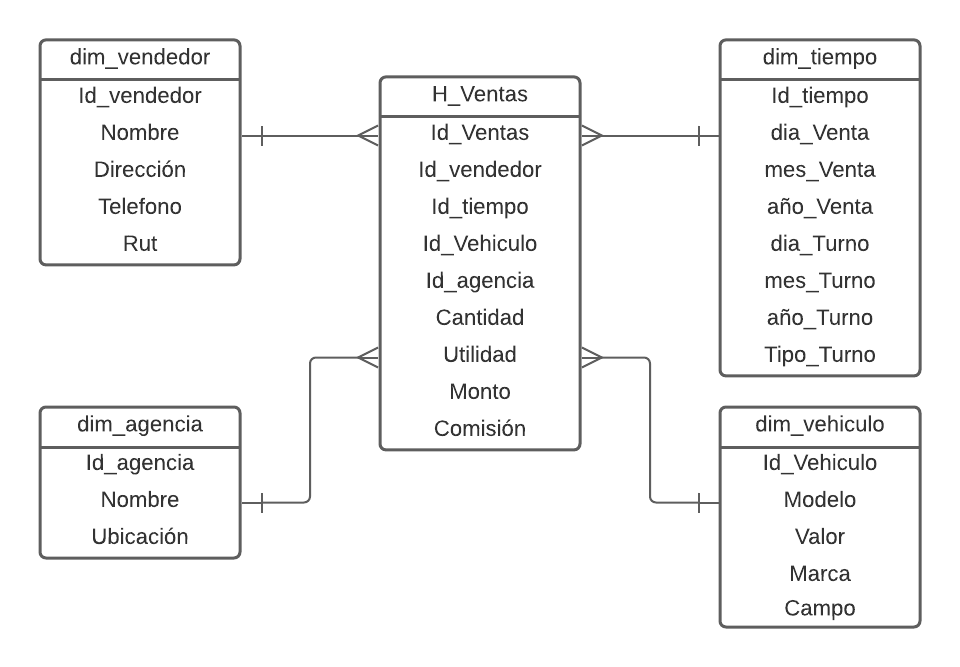 dim_vendedor
Id_vendedor
Nombre
Dirección
Telefono
Rut
H_Ventas
Id_Ventas
Id_vendedor
Id_tiempo
Id_Vehiculo
Id_agencia
Cantidad
Utilidad
Monto
Comisión
dim_tiempo
Id_tiempo
dia_Venta
mes_Venta
año_Venta
dia_Turno
mes_Turno
año_Turno
Tipo_Turno
dim_agencia
Id_agencia
Nombre
Ubicación
dim_vehiculo
Id_Vehiculo
Modelo
Valor
Marca
Campo